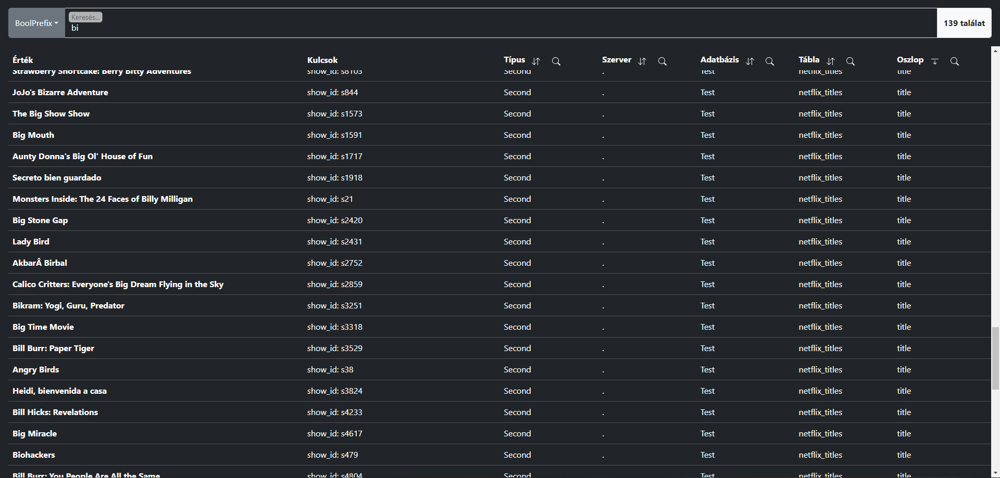 BoolPrefix
Keresés...
bi
139 találat
Érték Kulcsok Típus Szerver Adatbázis Tábla Oszlop
Strawberry Shortcake: Berry Bitty Adventures show_id: s8103 Second . Test netflix_titles title
JoJo's Bizarre Adventure show_id: s844 Second . Test netflix_titles title
The Big Show Show show_id: s1573 Second . Test netflix_titles title
Big Mouth show_id: s1591 Second . Test netflix_titles title
Aunty Donna's Big Ol' House of Fun show_id: s1717 Second . Test netflix_titles title
Secreto bien guardado show_id: s1918 Second . Test netflix_titles title
Monsters Inside: The 24 Faces of Billy Milligan show_id: s21 Second . Test netflix_titles title
Big Stone Gap show_id: s2420 Second . Test netflix_titles title
Lady Bird show_id: s2431 Second . Test netflix_titles title
AkbarÂ Birbal show_id: s2752 Second . Test netflix_titles title
Calico Critters: Everyone's Big Dream Flying in the Sky show_id: s2859 Second . Test netflix_titles title
Bikram: Yogi, Guru, Predator show_id: s3251 Second . Test netflix_titles title
Big Time Movie show_id: s3318 Second . Test netflix_titles title
Bill Burr: Paper Tiger show_id: s3529 Second . Test netflix_titles title
Angry Birds show_id: s38 Second . Test netflix_titles title
Heidi, bienvenida a casa show_id: s3824 Second . Test netflix_titles title
Bill Hicks: Revelations show_id: s4233 Second . Test netflix_titles title
Big Miracle show_id: s4617 Second . Test netflix_titles title
Biohackers show_id: s479 Second . Test netflix_titles title
Bill Burr: You People Are All the Same show_id: s4804 Second . Test netflix_titles title